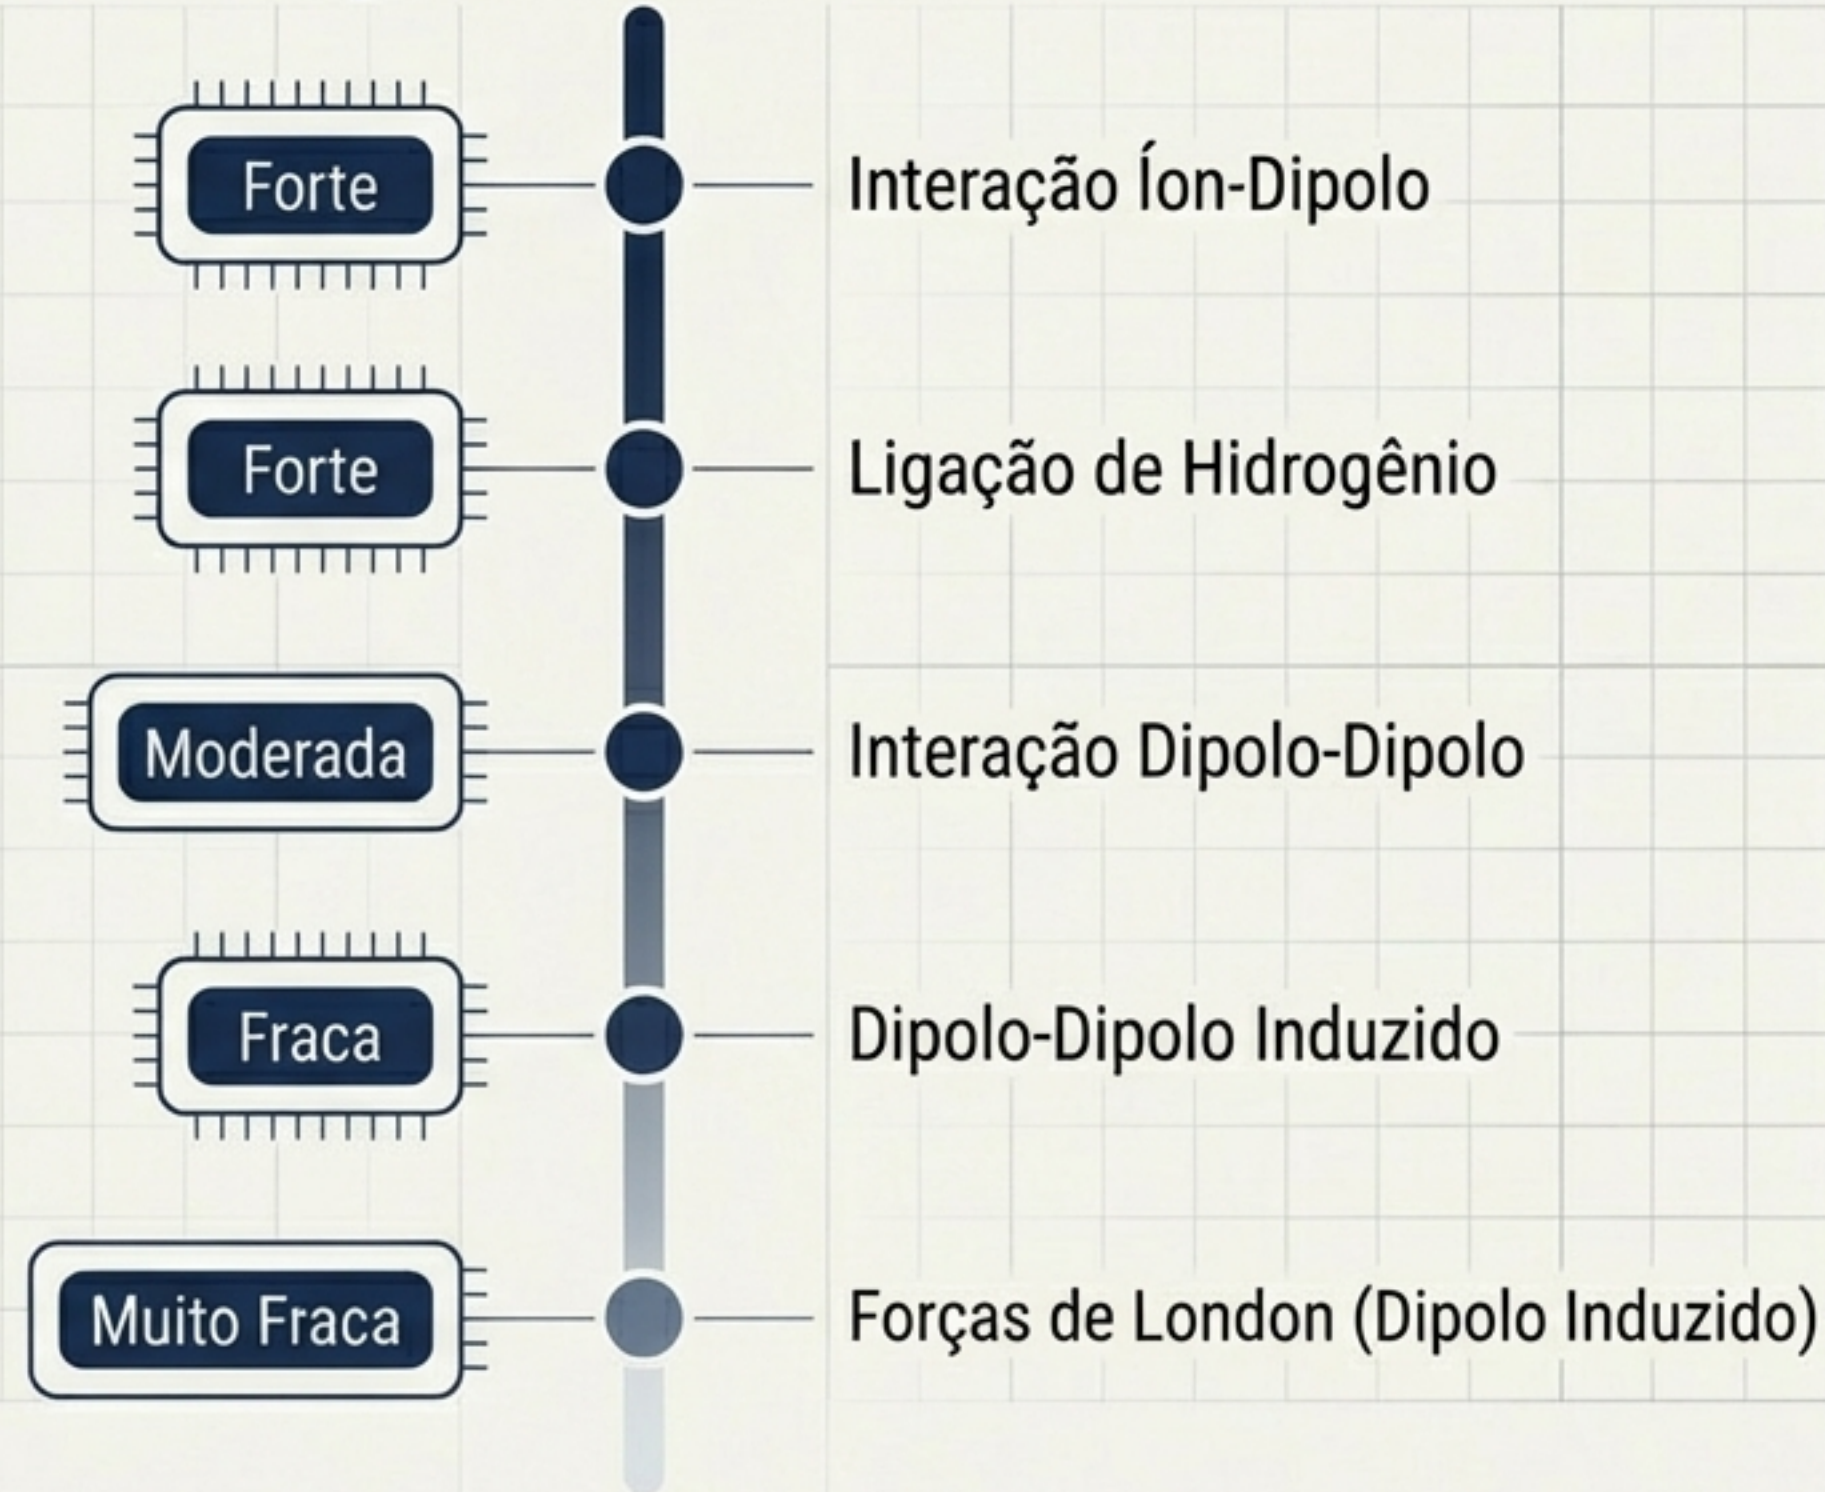 Forte
Interação Íon-Dipolo
Forte
Ligação de Hidrogênio
Moderada
Interação Dipolo-Dipolo
Fraca
Dipolo-Dipolo Induzido
Muito Fraca
Forças de London (Dipolo Induzido)